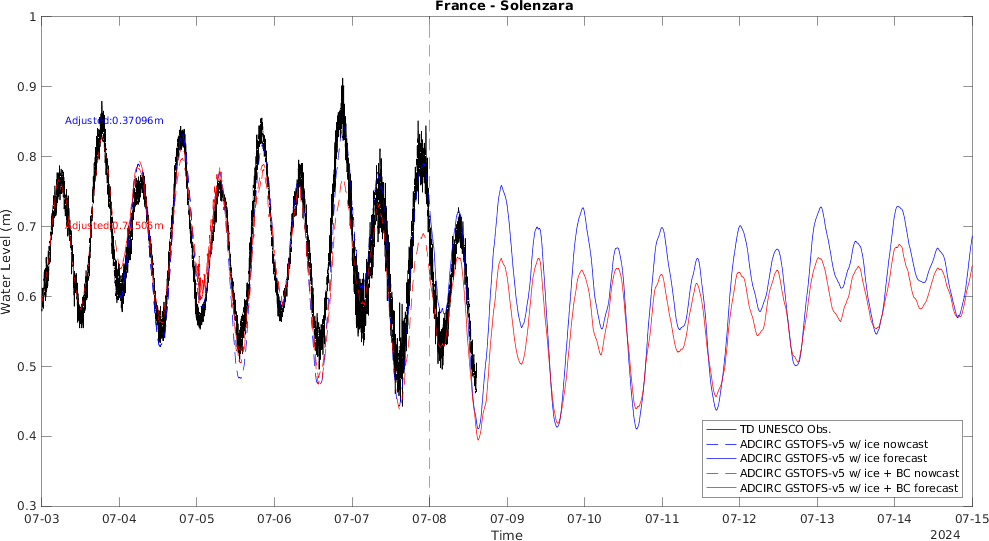 France - Solenzara
1
0.9
0.8
0.7
0.6
0.5
0.4
0.3
Water Level (m)
Adjusted:0.37096m
07-03
07-04
07-05
07-06
07-07
07-08
07-09
07-10
07-11
07-12
07-13
07-14
07-15
Time
2024
TD UNESCO Obs.
ADCIRC GSTOFS-v5 w/ ice nowcast
ADCIRC GSTOFS-v5 w/ ice forecast
ADCIRC GSTOFS-v5 w/ ice + BC nowcast
ADCIRC GSTOFS-v5 w/ ice + BC forecast